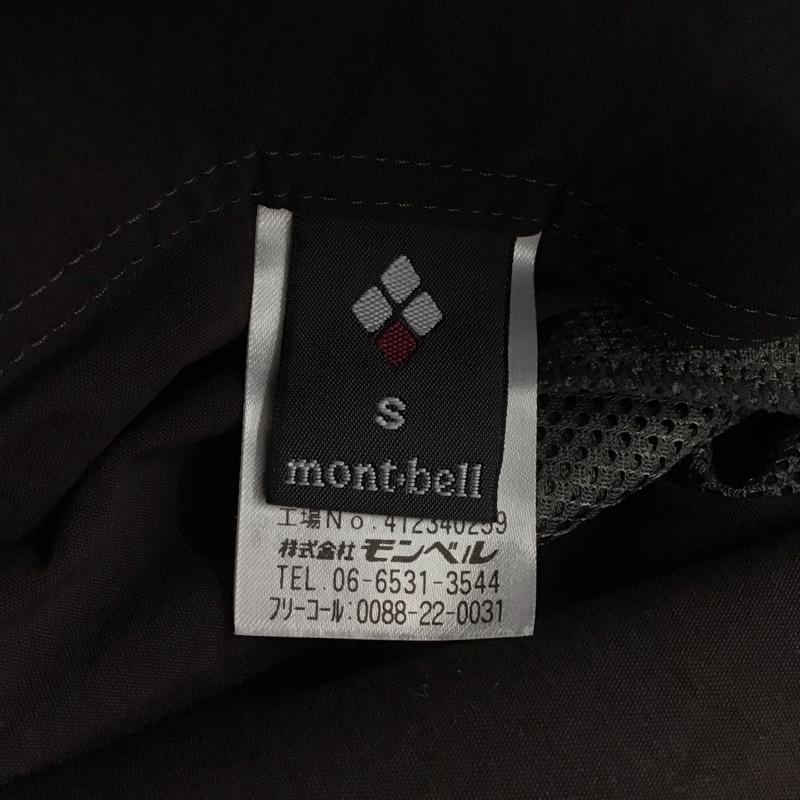 S
mont·bell
工場No.412340259
株式会社モンベル
TEL.06-6531-3544
フリーコール:0088-22-0031